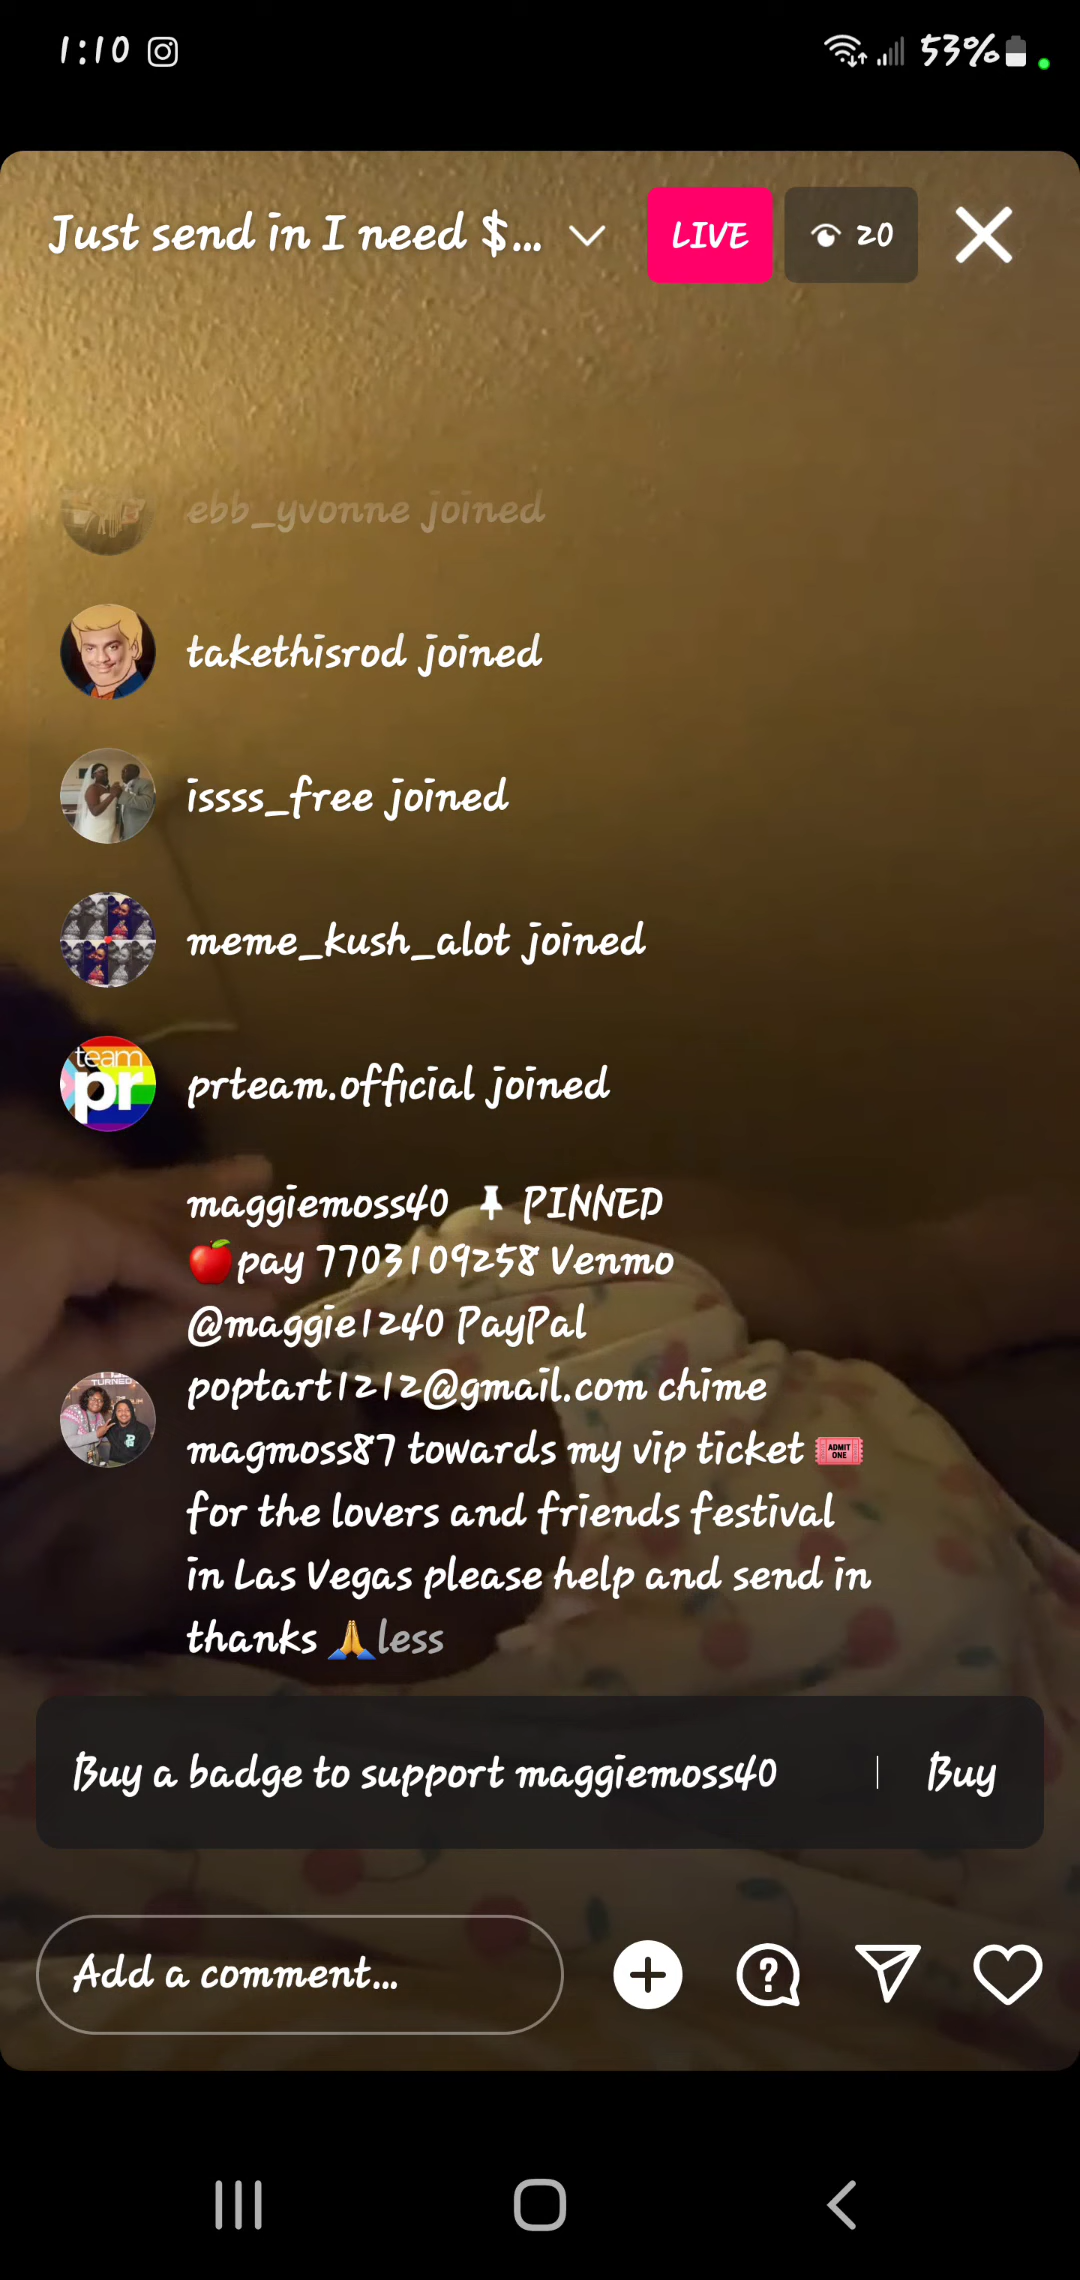 1:10 53%
Just send in I need $... LIVE 20
ebb_yvonne joined
takethisrod joined
issss_free joined
meme_kush_alot joined
team
pr
prteam.official joined
maggiemoss40 📌 PINNED
🍎pay 7703109258 Venmo
@maggie1240 PayPal
poptart1212@gmail.com chime
TURNED
magmoss87 towards my vip ticket 🎟️
ADMIT
ONE
for the lovers and friends festival
in Las Vegas please help and send in
thanks 🙏less
Buy a badge to support maggiemoss40 | Buy
Add a comment...